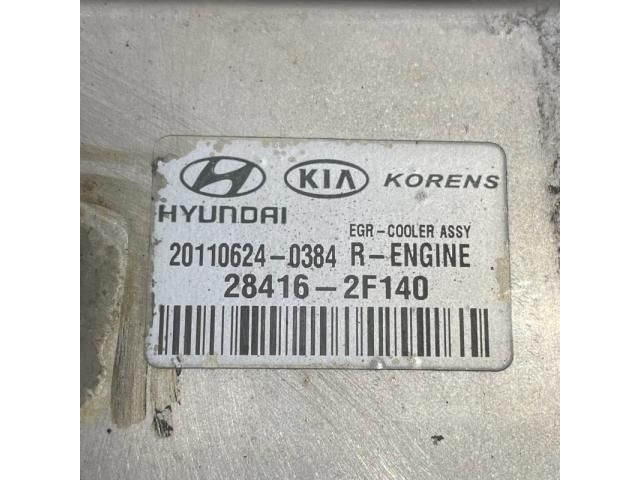 KIA KORENS
HYUNDAI
EGR-COOLER ASSY
20110624-0384 R-ENGINE
28416-2F140